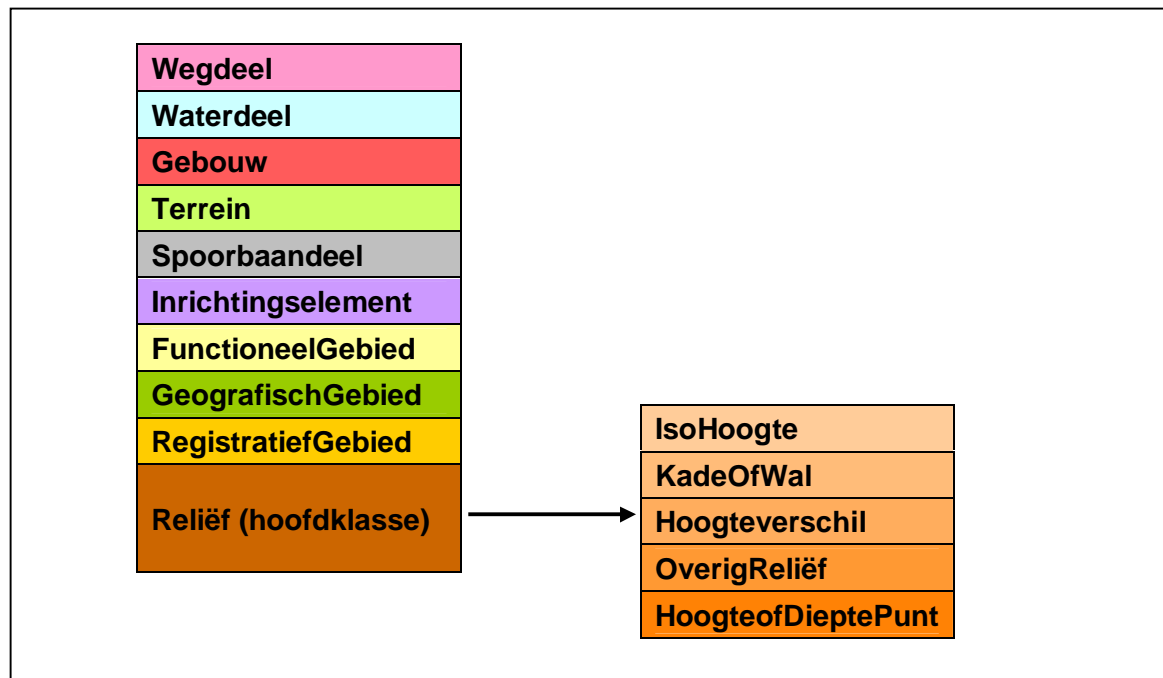 Wegdeel
Waterdeel
Gebouw
Terrein
Spoorbaandeel
Inrichtingselement
FunctioneelGebied
GeografischGebied
RegistratiefGebied
Reliëf (hoofdklasse)
IsoHoogte
KadeOfWal
Hoogteverschil
OverigReliëf
HoogteofDieptePunt